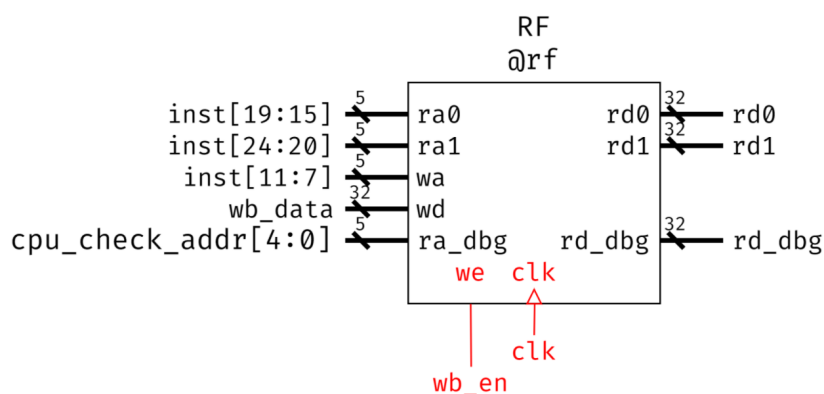 RF
@rf
5
inst[19:15] ra0
32
rd0 rd0
5
inst[24:20] ra1
32
rd1 rd1
5
inst[11:7] wa
32
wb_data wd
5
cpu_check_addr[4:0] ra_dbg
32
rd_dbg rd_dbg
we clk
clk
wb_en